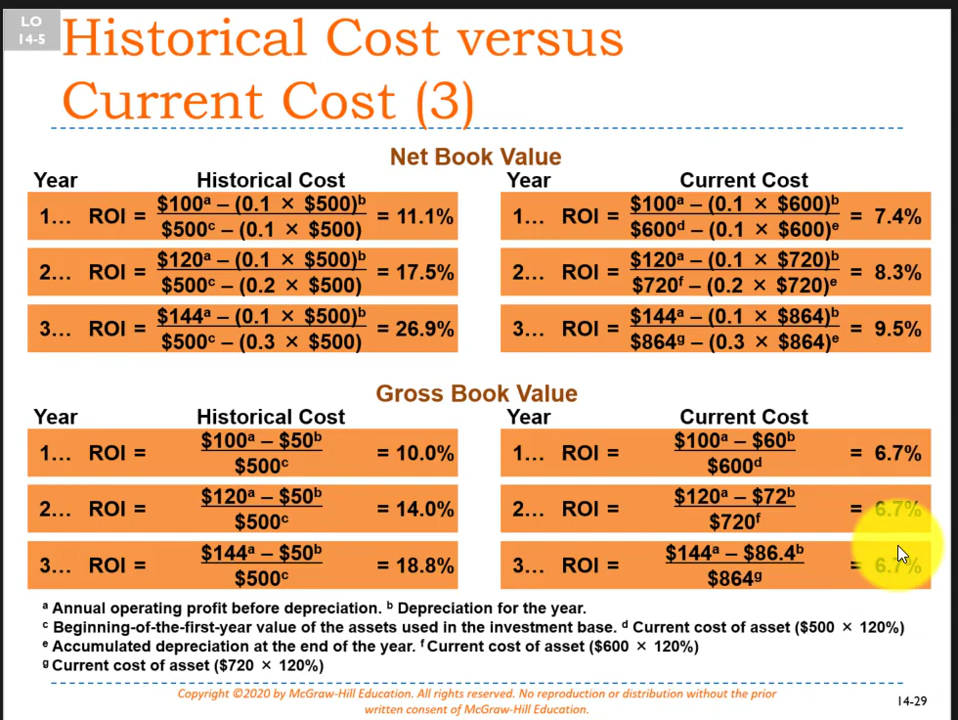 LO
14-5
Historical Cost versus
Current Cost (3)
Net Book Value
Year Historical Cost
1… ROI = $100ᵃ – (0.1 × $500)ᵇ = 11.1%
$500ᶜ – (0.1 × $500)
2… ROI = $120ᵃ – (0.1 × $500)ᵇ = 17.5%
$500ᶜ – (0.2 × $500)
3… ROI = $144ᵃ – (0.1 × $500)ᵇ = 26.9%
$500ᶜ – (0.3 × $500)
Year Current Cost
1… ROI = $100ᵃ – (0.1 × $600)ᵇ = 7.4%
$600ᵈ – (0.1 × $600)ᵉ
2… ROI = $120ᵃ – (0.1 × $720)ᵇ = 8.3%
$720ᶠ – (0.2 × $720)ᵉ
3… ROI = $144ᵃ – (0.1 × $864)ᵇ = 9.5%
$864ᵍ – (0.3 × $864)ᵉ
Gross Book Value
Year Historical Cost
1… ROI = $100ᵃ – $50ᵇ = 10.0%
$500ᶜ
2… ROI = $120ᵃ – $50ᵇ = 14.0%
$500ᶜ
3… ROI = $144ᵃ – $50ᵇ = 18.8%
$500ᶜ
Year Current Cost
1… ROI = $100ᵃ – $60ᵇ = 6.7%
$600ᵈ
2… ROI = $120ᵃ – $72ᵇ = 6.7%
$720ᶠ
3… ROI = $144ᵃ – $86.4ᵇ = 6.7%
$864ᵍ
ᵃ Annual operating profit before depreciation. ᵇ Depreciation for the year.
ᶜ Beginning-of-the-first-year value of the assets used in the investment base. ᵈ Current cost of asset ($500 × 120%)
ᵉ Accumulated depreciation at the end of the year. ᶠ Current cost of asset ($600 × 120%)
ᵍ Current cost of asset ($720 × 120%)
Copyright ©2020 by McGraw-Hill Education. All rights reserved. No reproduction or distribution without the prior
written consent of McGraw-Hill Education.
14-29